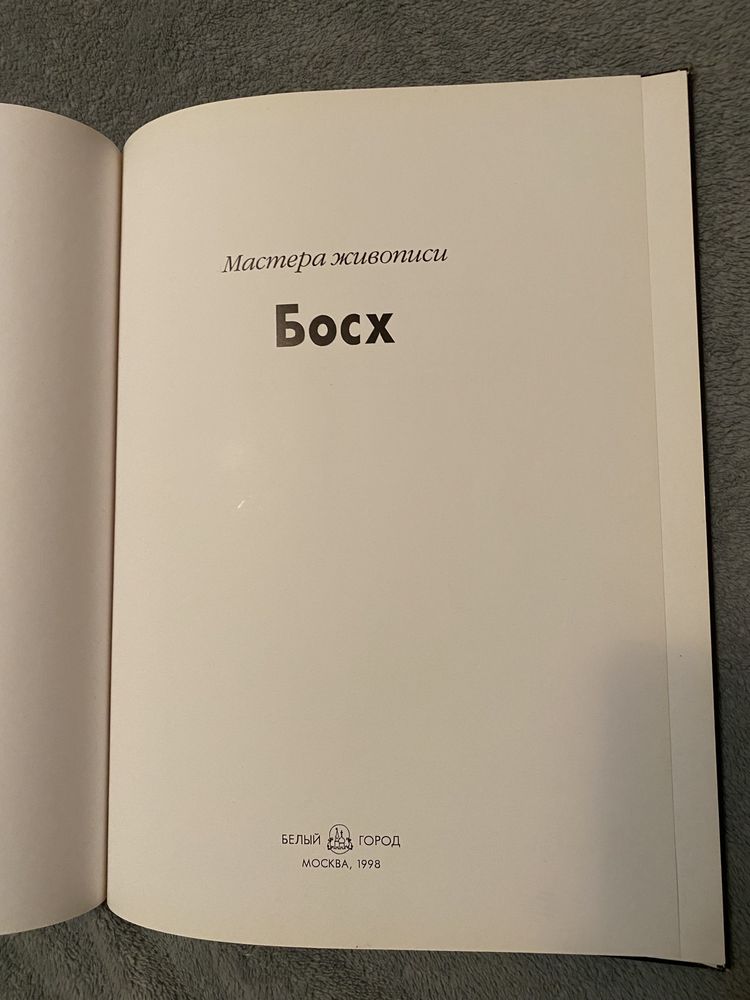 Мастера живописи
Босх
БЕЛЫЙ ГОРОД
МОСКВА, 1998